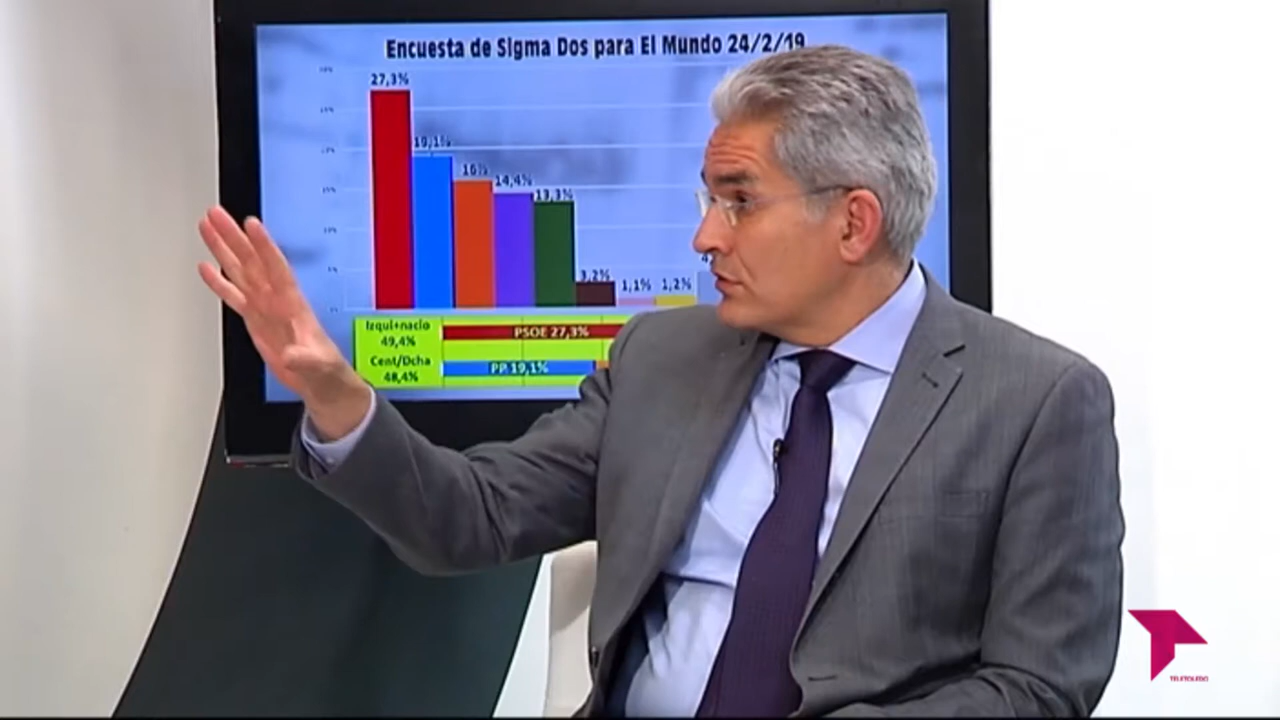 Encuesta de Sigma Dos para El Mundo 24/2/19
27,3%
19,1%
16%
14,4%
13,3%
3,2%
1,1%
1,2%
Izqui+nacio
49,4%
PSOE 27,3%
Cent/Dcha
48,4%
PP 19,1%
TELETOLEDO